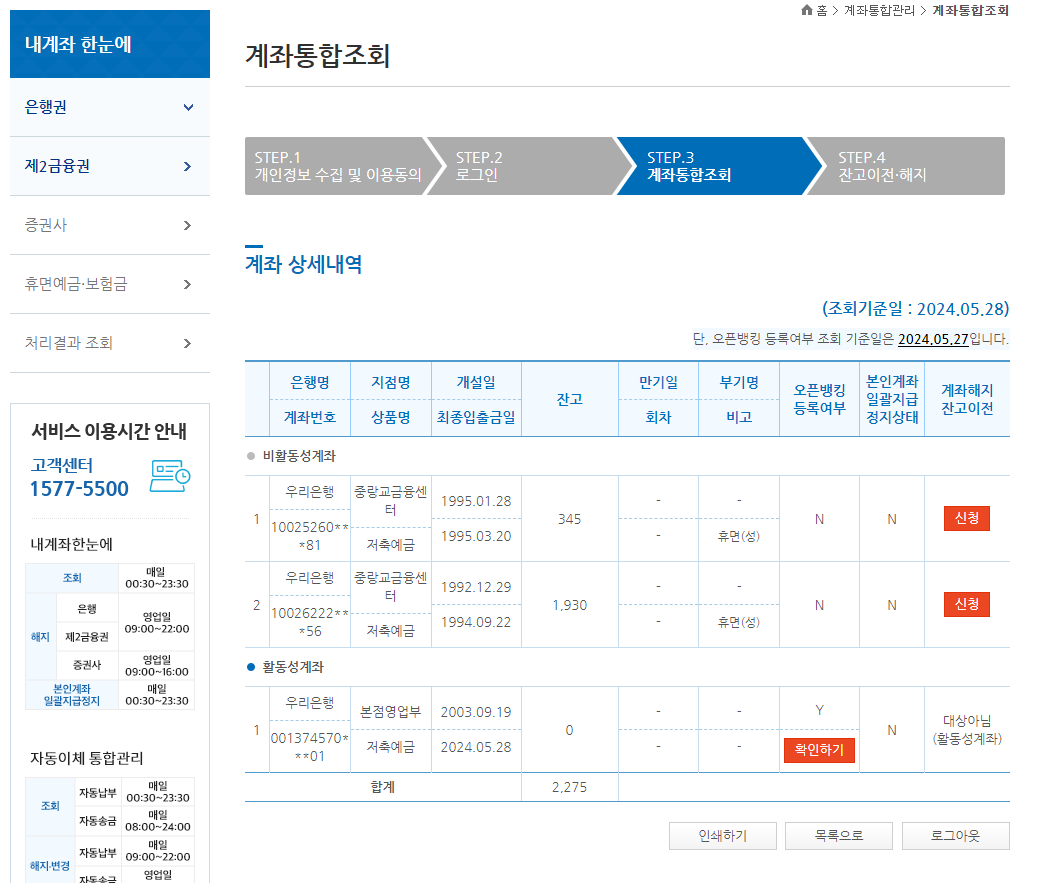 홈 > 계좌통합관리 > 계좌통합조회
내계좌 한눈에
은행권
제2금융권
증권사
휴면예금·보험금
처리결과 조회
서비스 이용시간 안내
고객센터
1577-5500
내계좌한눈에
조회 매일 00:30~23:30
해지 은행 영업일 09:00~22:00
제2금융권
증권사 영업일 09:00~16:00
본인계좌 일괄지급정지 매일 00:30~23:30
자동이체 통합관리
조회 자동납부 매일 00:30~23:30
자동송금 매일 08:00~24:00
해지·변경 자동납부 매일 09:00~22:00
자동송금 영업일
계좌통합조회
STEP.1
개인정보 수집 및 이용동의
STEP.2
로그인
STEP.3
계좌통합조회
STEP.4
잔고이전·해지
계좌 상세내역
(조회기준일 : 2024.05.28)
단, 오픈뱅킹 등록여부 조회 기준일은 2024.05.27입니다.
은행명 지점명 개설일 잔고 만기일 부기명 오픈뱅킹 등록여부 본인계좌 일괄지급 정지상태 계좌해지 잔고이전
계좌번호 상품명 최종입출금일 회차 비고
비활동성계좌
1 우리은행 중랑교금융센터 1995.01.28 345 - - N N 신청
10025260***81 저축예금 1995.03.20 - 휴면(성)
2 우리은행 중랑교금융센터 1992.12.29 1,930 - - N N 신청
10026222***56 저축예금 1994.09.22 - 휴면(성)
활동성계좌
1 우리은행 본점영업부 2003.09.19 0 - - Y N 대상아님
001374570***01 저축예금 2024.05.28 - - 확인하기 (활동성계좌)
합계 2,275
인쇄하기 목록으로 로그아웃